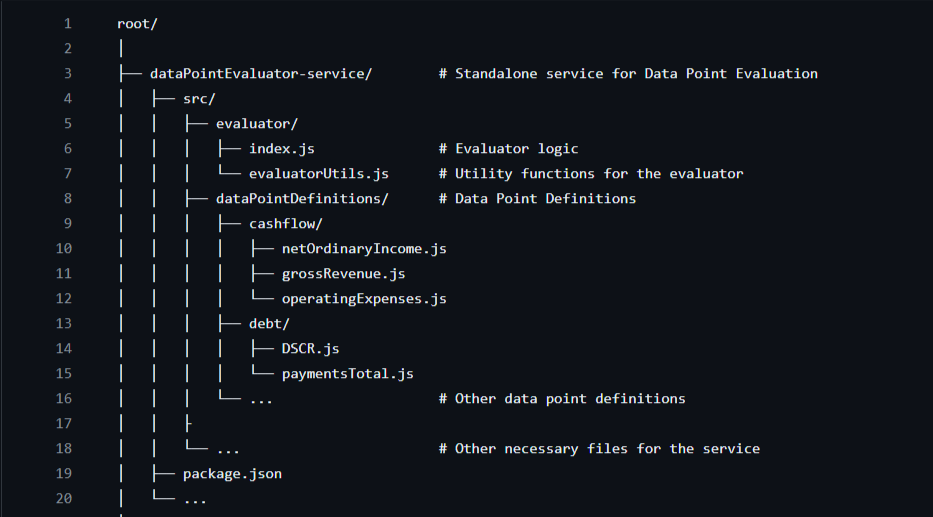 1 root/
2 │
3 ├── dataPointEvaluator-service/ # Standalone service for Data Point Evaluation
4 │ ├── src/
5 │ │ ├── evaluator/
6 │ │ │ ├── index.js # Evaluator logic
7 │ │ │ └── evaluatorUtils.js # Utility functions for the evaluator
8 │ │ ├── dataPointDefinitions/ # Data Point Definitions
9 │ │ │ ├── cashflow/
10 │ │ │ │ ├── netOrdinaryIncome.js
11 │ │ │ │ ├── grossRevenue.js
12 │ │ │ │ └── operatingExpenses.js
13 │ │ │ ├── debt/
14 │ │ │ │ ├── DSCR.js
15 │ │ │ │ └── paymentsTotal.js
16 │ │ │ └── ... # Other data point definitions
17 │ │ ├
18 │ │ └── ... # Other necessary files for the service
19 │ ├── package.json
20 │ └── ...